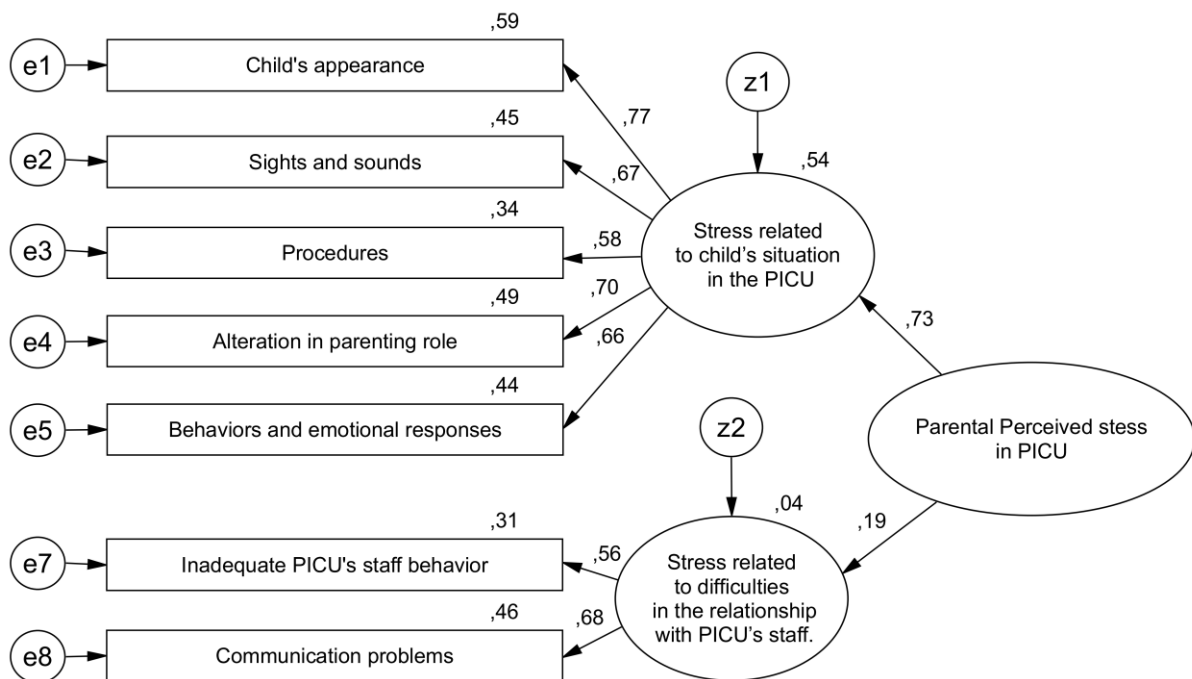 ,59
e1
Child's appearance
z1
,77
,45
e2
Sights and sounds
,67
,54
,34
e3
Procedures
,58
Stress related
to child's situation
in the PICU
,49
,70
e4
Alteration in parenting role
,66
,73
,44
e5
Behaviors and emotional responses
z2
Parental Perceived stess
in PICU
,04
,19
,31
e7
Inadequate PICU's staff behavior
,56
Stress related
to difficulties
in the relationship
with PICU's staff.
,46
,68
e8
Communication problems